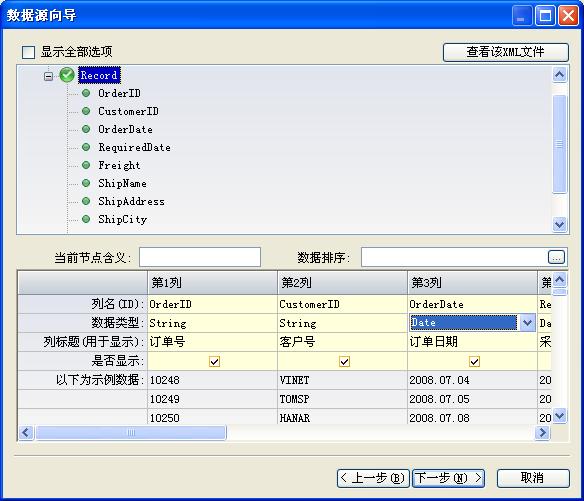 数据源向导
显示全部选项
查看该XML文件
Record
OrderID
CustomerID
OrderDate
RequiredDate
Freight
ShipName
ShipAddress
ShipCity
当前节点含义: 数据排序: ...
第1列 第2列 第3列 第
列名(ID): OrderID CustomerID OrderDate Re
数据类型: String String Date Da
列标题(用于显示): 订单号 客户号 订单日期 采
是否显示:
以下为示例数据: 10248 VINET 2008.07.04 20
10249 TOMSP 2008.07.05 20
10250 HANAR 2008.07.08 20
< 上一步(B) 下一步(N) > 取消